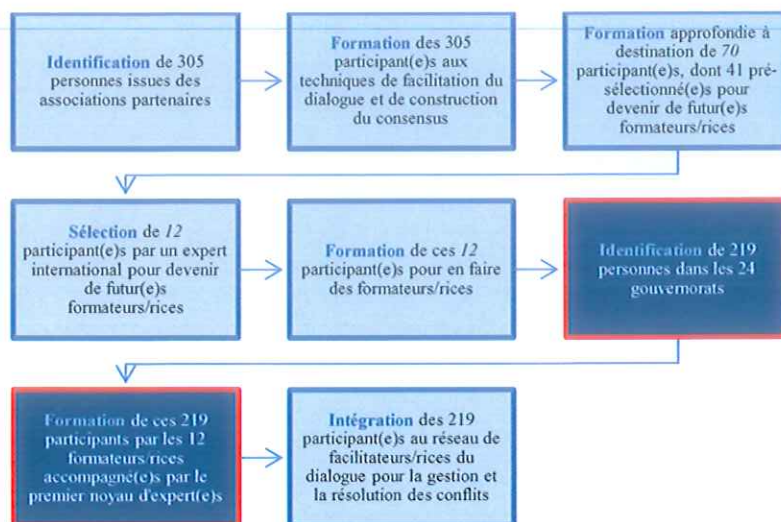 Identification de 305
personnes issues des
associations partenaires
Formation des 305
participant(e)s aux
techniques de facilitation du
dialogue et de construction
du consensus
Formation approfondie à
destination de 70
participant(e)s, dont 41 pré-
sélectionné(e)s pour
devenir de futur(e)s
formateurs/rices
Sélection de 12
participant(e)s par un expert
international pour devenir
de futur(e)s
formateurs/rices
Formation de ces 12
participant(e)s pour en faire
des formateurs/rices
Identification de 219
personnes dans les 24
gouvernorats
Formation de ces 219
participants par les 12
formateurs/rices
accompagné(e)s par le
premier noyau d'expert(e)s
Intégration des 219
participant(e)s au réseau de
facilitateurs/rices du
dialogue pour la gestion et
la résolution des conflits